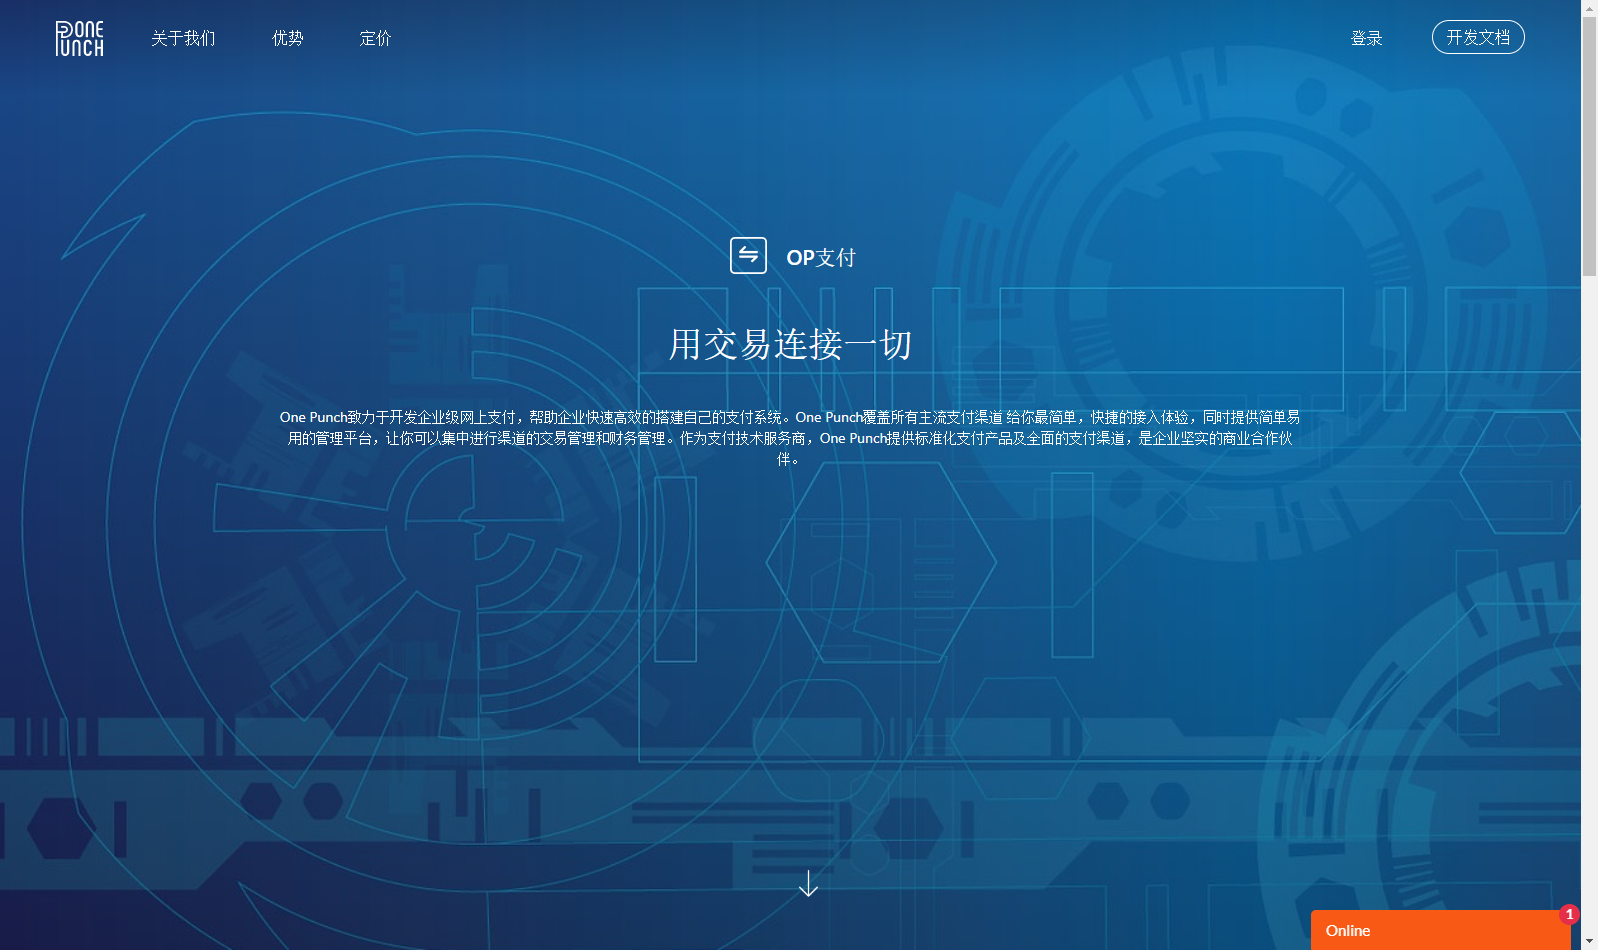 ONE PUNCH
关于我们
优势
定价
登录
开发文档
OP支付
用交易连接一切
One Punch致力于开发企业级网上支付，帮助企业快速高效的搭建自己的支付系统。One Punch覆盖所有主流支付渠道 给你最简单，快捷的接入体验，同时提供简单易
用的管理平台，让你可以集中进行渠道的交易管理和财务管理。作为支付技术服务商，One Punch提供标准化支付产品及全面的支付渠道，是企业坚实的商业合作伙
伴。
Online
1